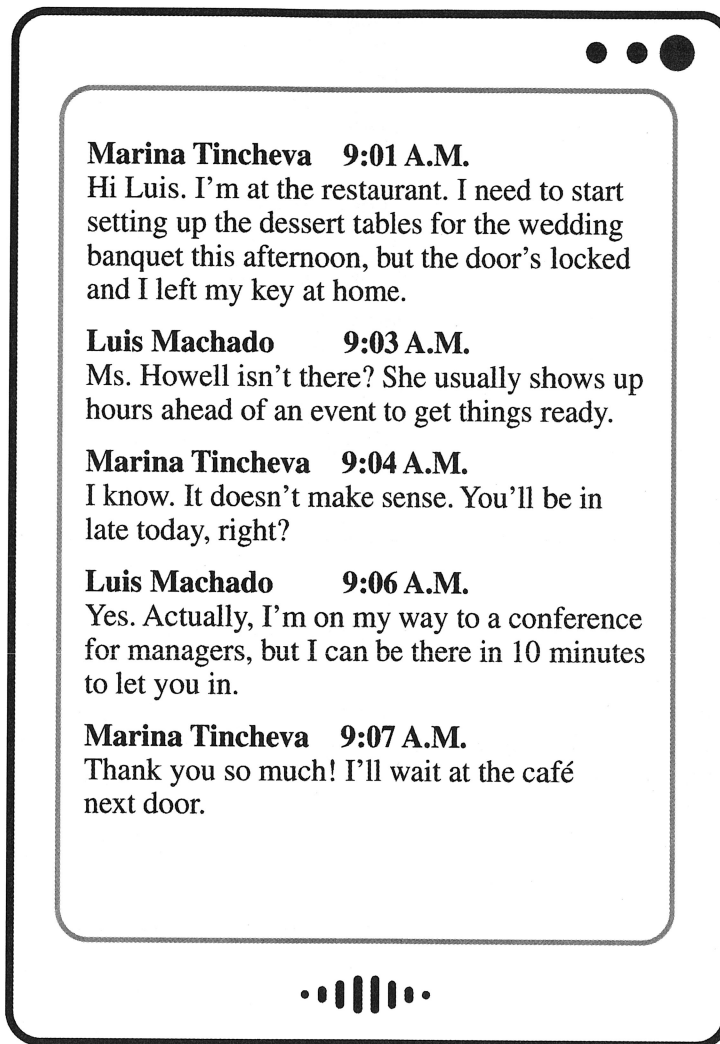 Marina Tincheva 9:01 A.M.
Hi Luis. I'm at the restaurant. I need to start
setting up the dessert tables for the wedding
banquet this afternoon, but the door's locked
and I left my key at home.
Luis Machado 9:03 A.M.
Ms. Howell isn't there? She usually shows up
hours ahead of an event to get things ready.
Marina Tincheva 9:04 A.M.
I know. It doesn't make sense. You'll be in
late today, right?
Luis Machado 9:06 A.M.
Yes. Actually, I'm on my way to a conference
for managers, but I can be there in 10 minutes
to let you in.
Marina Tincheva 9:07 A.M.
Thank you so much! I'll wait at the café
next door.